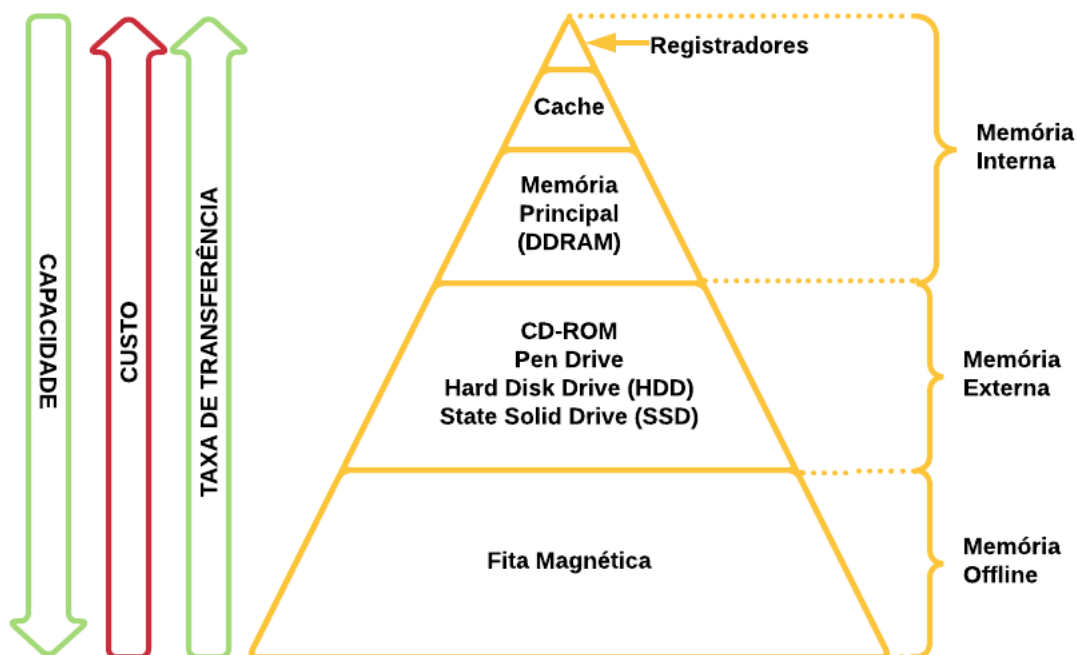 CAPACIDADE
CUSTO
TAXA DE TRANSFERÊNCIA
Registradores
Cache
Memória
Principal
(DDRAM)
CD-ROM
Pen Drive
Hard Disk Drive (HDD)
State Solid Drive (SSD)
Fita Magnética
Memória
Interna
Memória
Externa
Memória
Offline